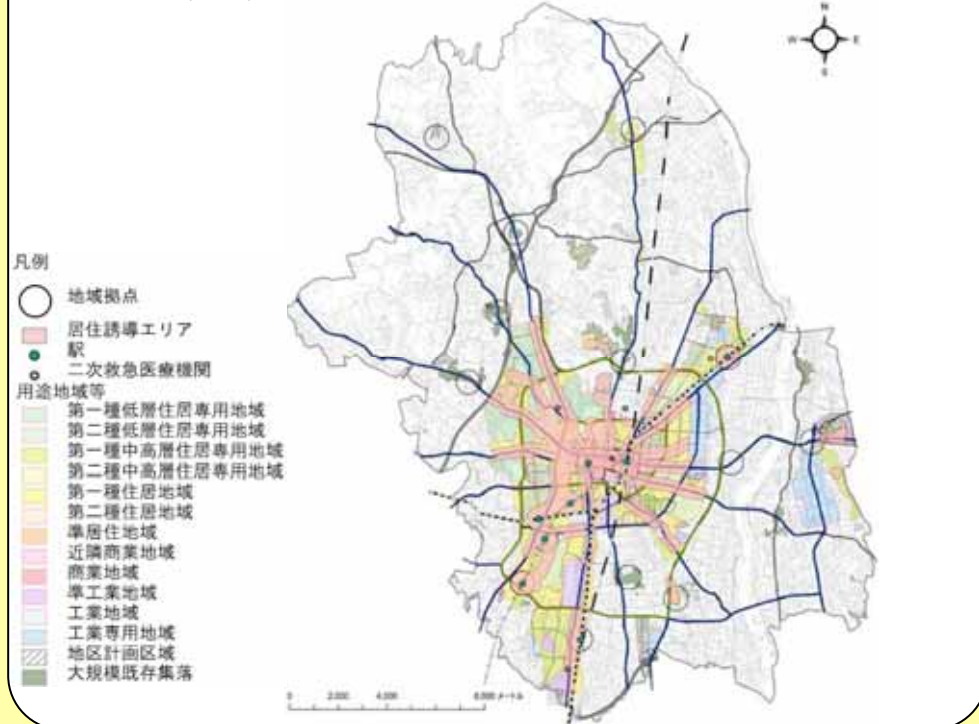 N
W E
S
凡例
地域拠点
居住誘導エリア
駅
二次救急医療機関
用途地域等
第一種低層住居専用地域
第二種低層住居専用地域
第一種中高層住居専用地域
第二種中高層住居専用地域
第一種住居地域
第二種住居地域
準居住地域
近隣商業地域
商業地域
準工業地域
工業地域
工業専用地域
地区計画区域
大規模既存集落
0 2,000 4,000 8,000 メートル